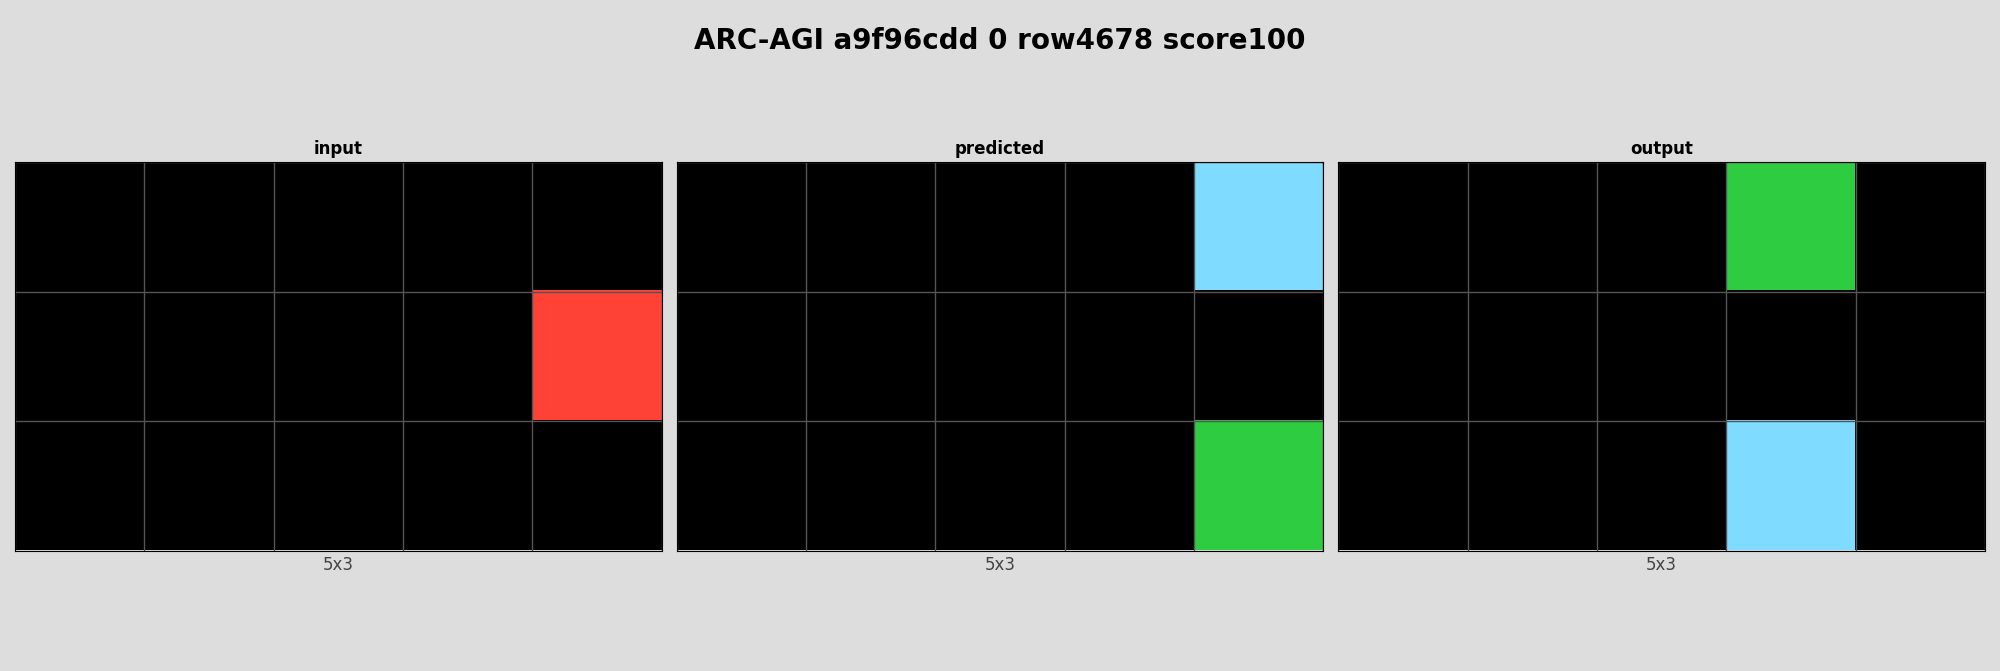 ARC-AGI a9f96cdd 0 row4678 score100
input
predicted
output
5x3
5x3
5x3